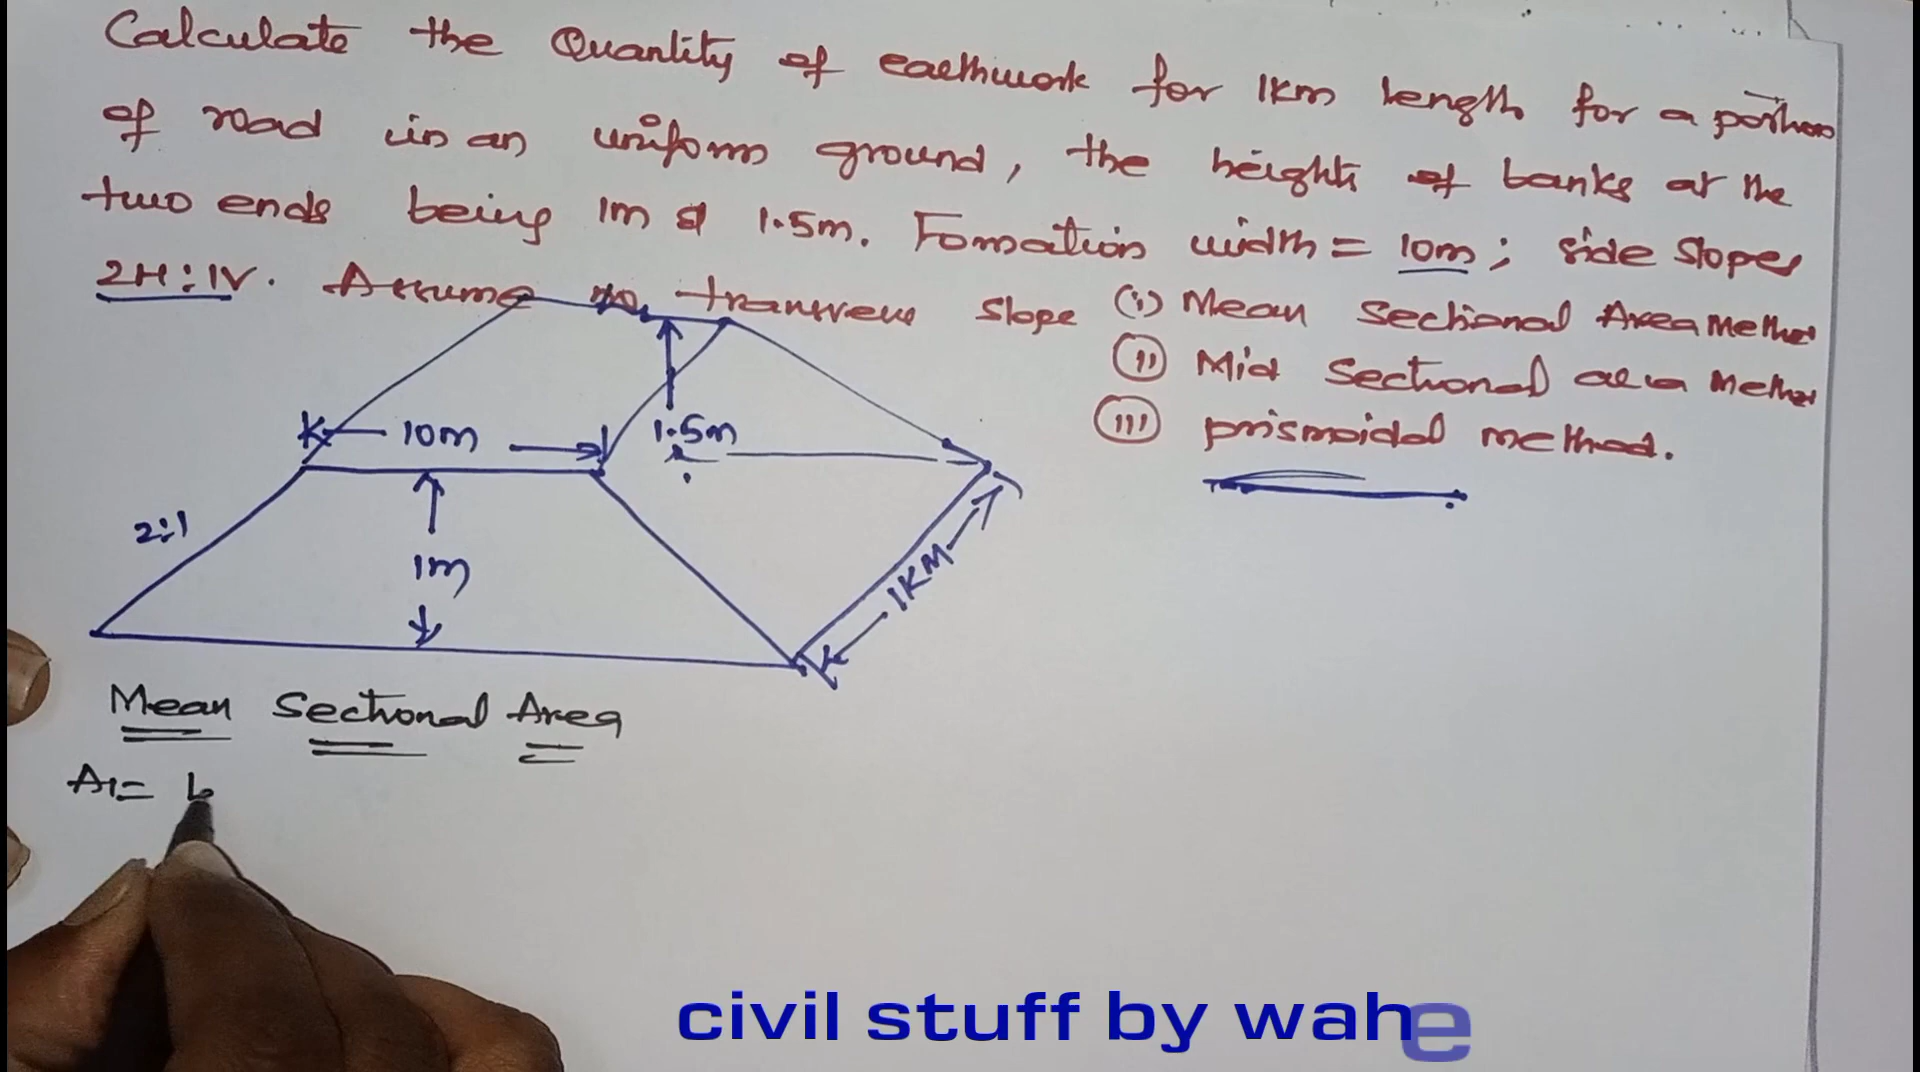 Calculate the Quantity of earthwork for 1km length for a portion
of road in an uniform ground, the heights of banks at the
two ends being 1m & 1.5m. Formation width = 10m; side slopes
2H:1V. Assume no transvers slope (i) Mean Sectional Area Method
(ii) Mid Sectional area Method
(iii) prismoidal method.
10m
1.5m
2:1
1m
1KM
Mean Sectional Area
A1= b
civil stuff by wahe